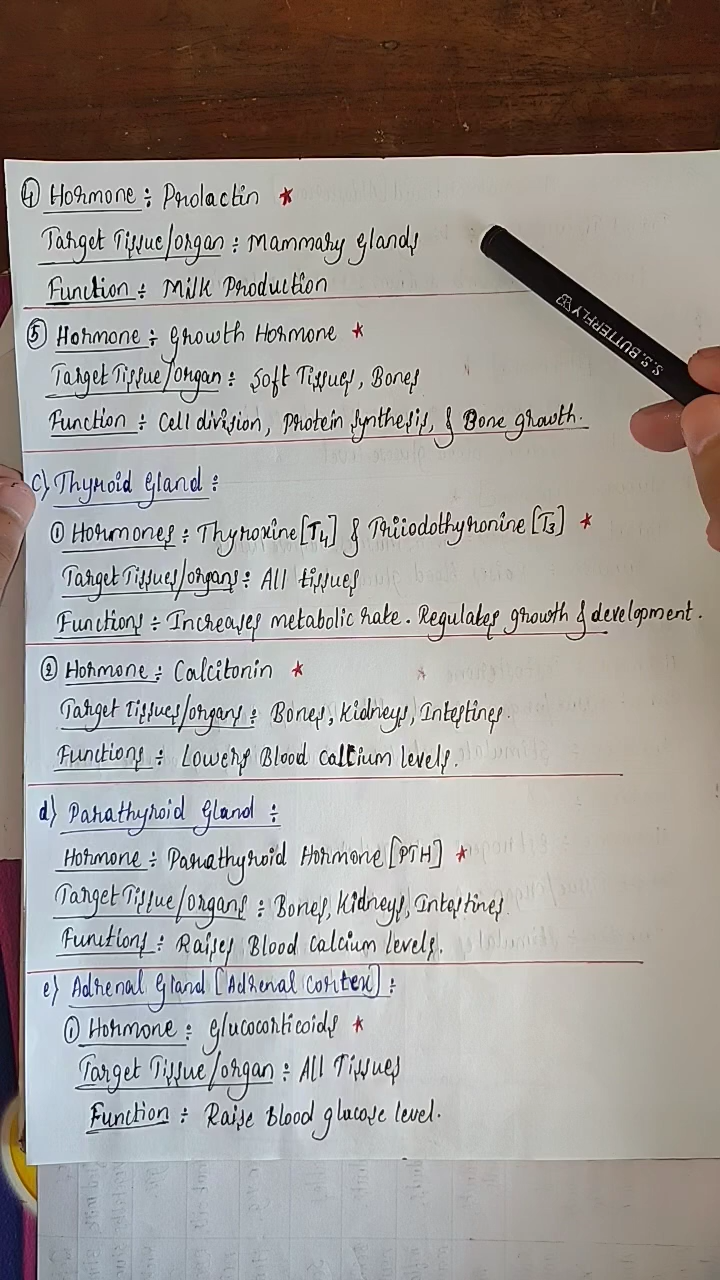 ④ Hormone ÷ Prolactin ★
Target Tissue/organ ÷ Mammary glands
Function ÷ Milk Production
⑤ Hormone ÷ Growth Hormone ★
Target Tissue/organ ÷ Soft Tissues, Bones
Function ÷ Cell division, Protein synthesis, & Bone growth.
S.S. BUTTERFLY
c) Thyroid Gland ÷
① Hormones ÷ Thyroxine [T4] & Triiodothyronine [T3] ★
Target Tissues/organs ÷ All tissues
Functions ÷ Increases metabolic rate. Regulates growth & development.
② Hormone ÷ Calcitonin ★
Target Tissues/organs ÷ Bones, Kidneys, Intestines.
Functions ÷ Lowers Blood Calcium levels.
d) Parathyroid Gland ÷
Hormone ÷ Parathyroid Hormone [PTH] ★
Target Tissue/organs ÷ Bones, Kidneys, Intestines
Functions ÷ Raises Blood Calcium levels.
e) Adrenal Gland [Adrenal Cortex] ÷
① Hormone ÷ Glucocorticoids ★
Target Tissue/organ ÷ All Tissues
Function ÷ Raise Blood glucose level.